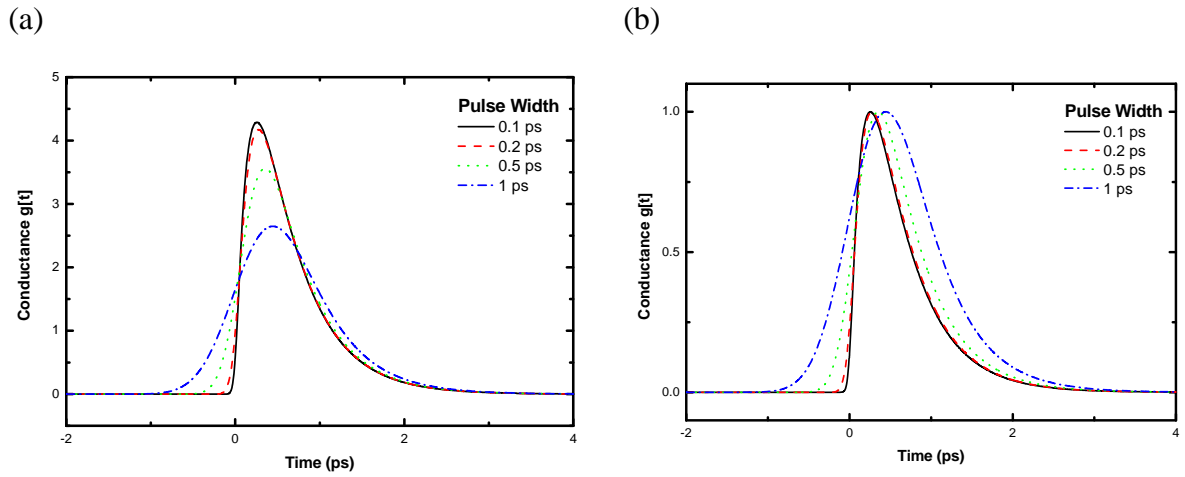 (a)
Conductance g[t]
5
4
3
2
1
0
-2
0
2
4
Time (ps)
Pulse Width
0.1 ps
0.2 ps
0.5 ps
1 ps
(b)
Conductance g[t]
1.0
0.5
0.0
-2
0
2
4
Time (ps)
Pulse Width
0.1 ps
0.2 ps
0.5 ps
1 ps